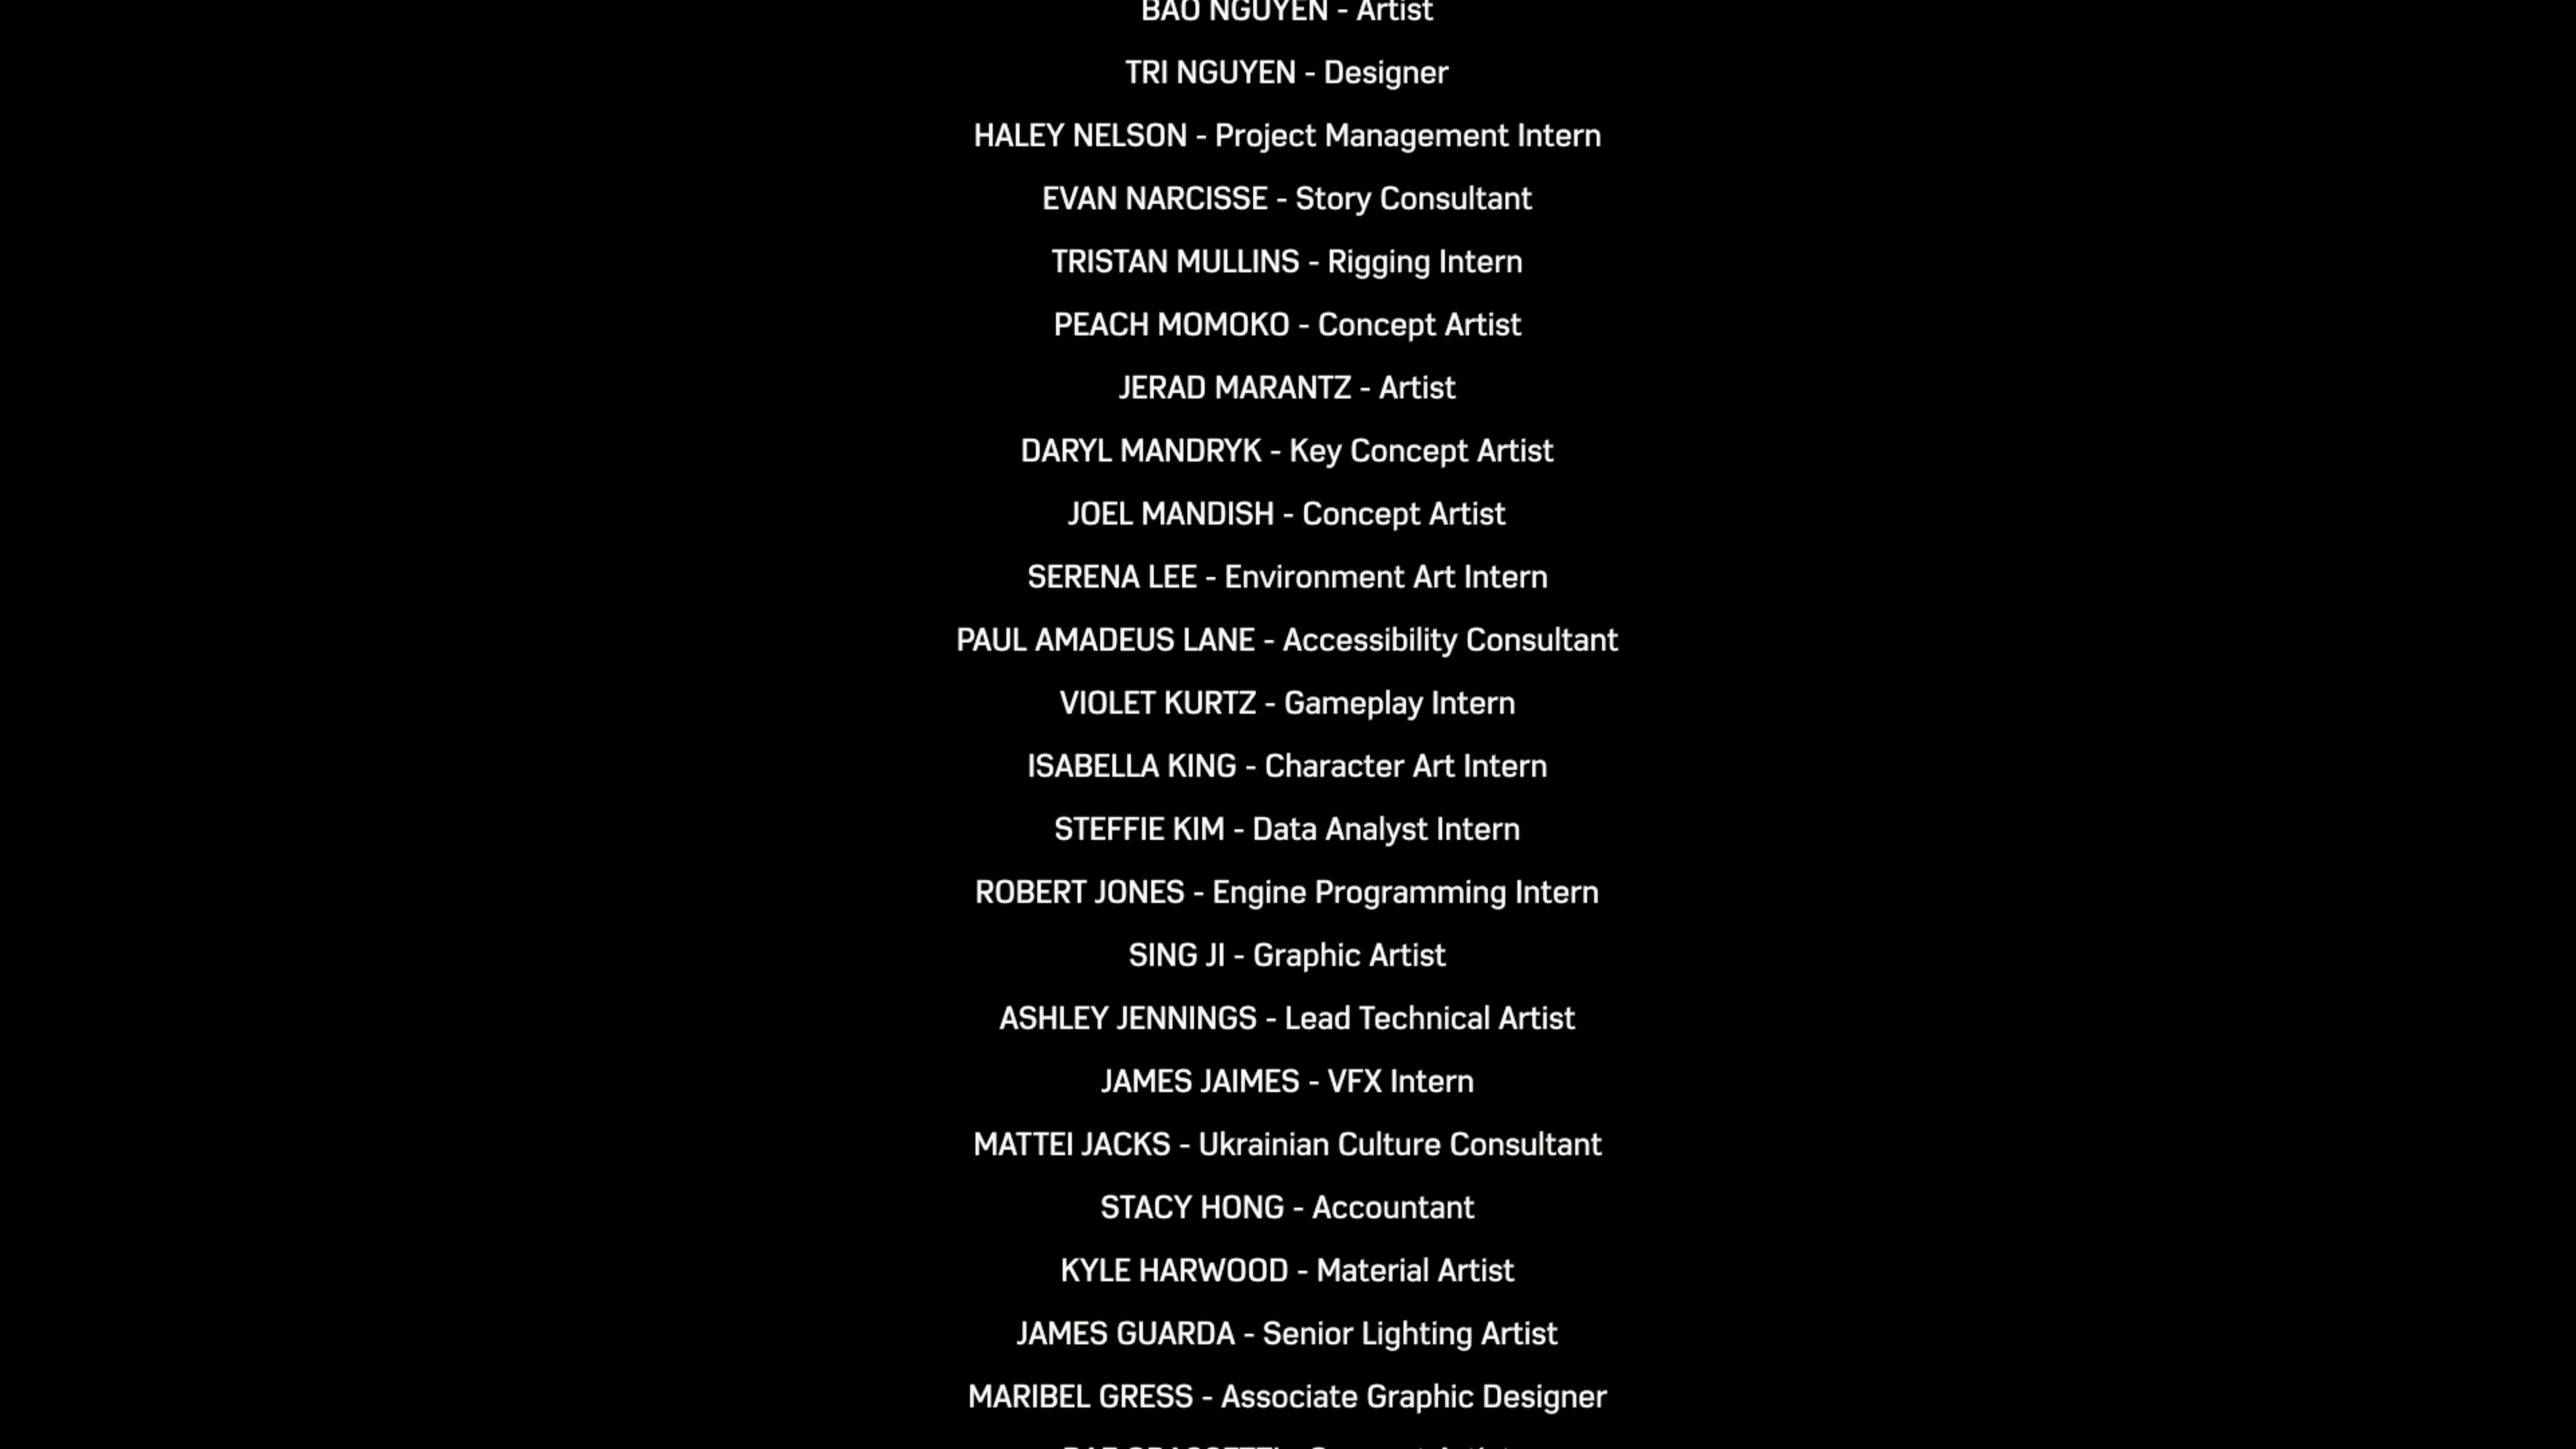 BAO NGUYEN - Artist
TRI NGUYEN - Designer
HALEY NELSON - Project Management Intern
EVAN NARCISSE - Story Consultant
TRISTAN MULLINS - Rigging Intern
PEACH MOMOKO - Concept Artist
JERAD MARANTZ - Artist
DARYL MANDRYK - Key Concept Artist
JOEL MANDISH - Concept Artist
SERENA LEE - Environment Art Intern
PAUL AMADEUS LANE - Accessibility Consultant
VIOLET KURTZ - Gameplay Intern
ISABELLA KING - Character Art Intern
STEFFIE KIM - Data Analyst Intern
ROBERT JONES - Engine Programming Intern
SING JI - Graphic Artist
ASHLEY JENNINGS - Lead Technical Artist
JAMES JAIMES - VFX Intern
MATTEI JACKS - Ukrainian Culture Consultant
STACY HONG - Accountant
KYLE HARWOOD - Material Artist
JAMES GUARDA - Senior Lighting Artist
MARIBEL GRESS - Associate Graphic Designer